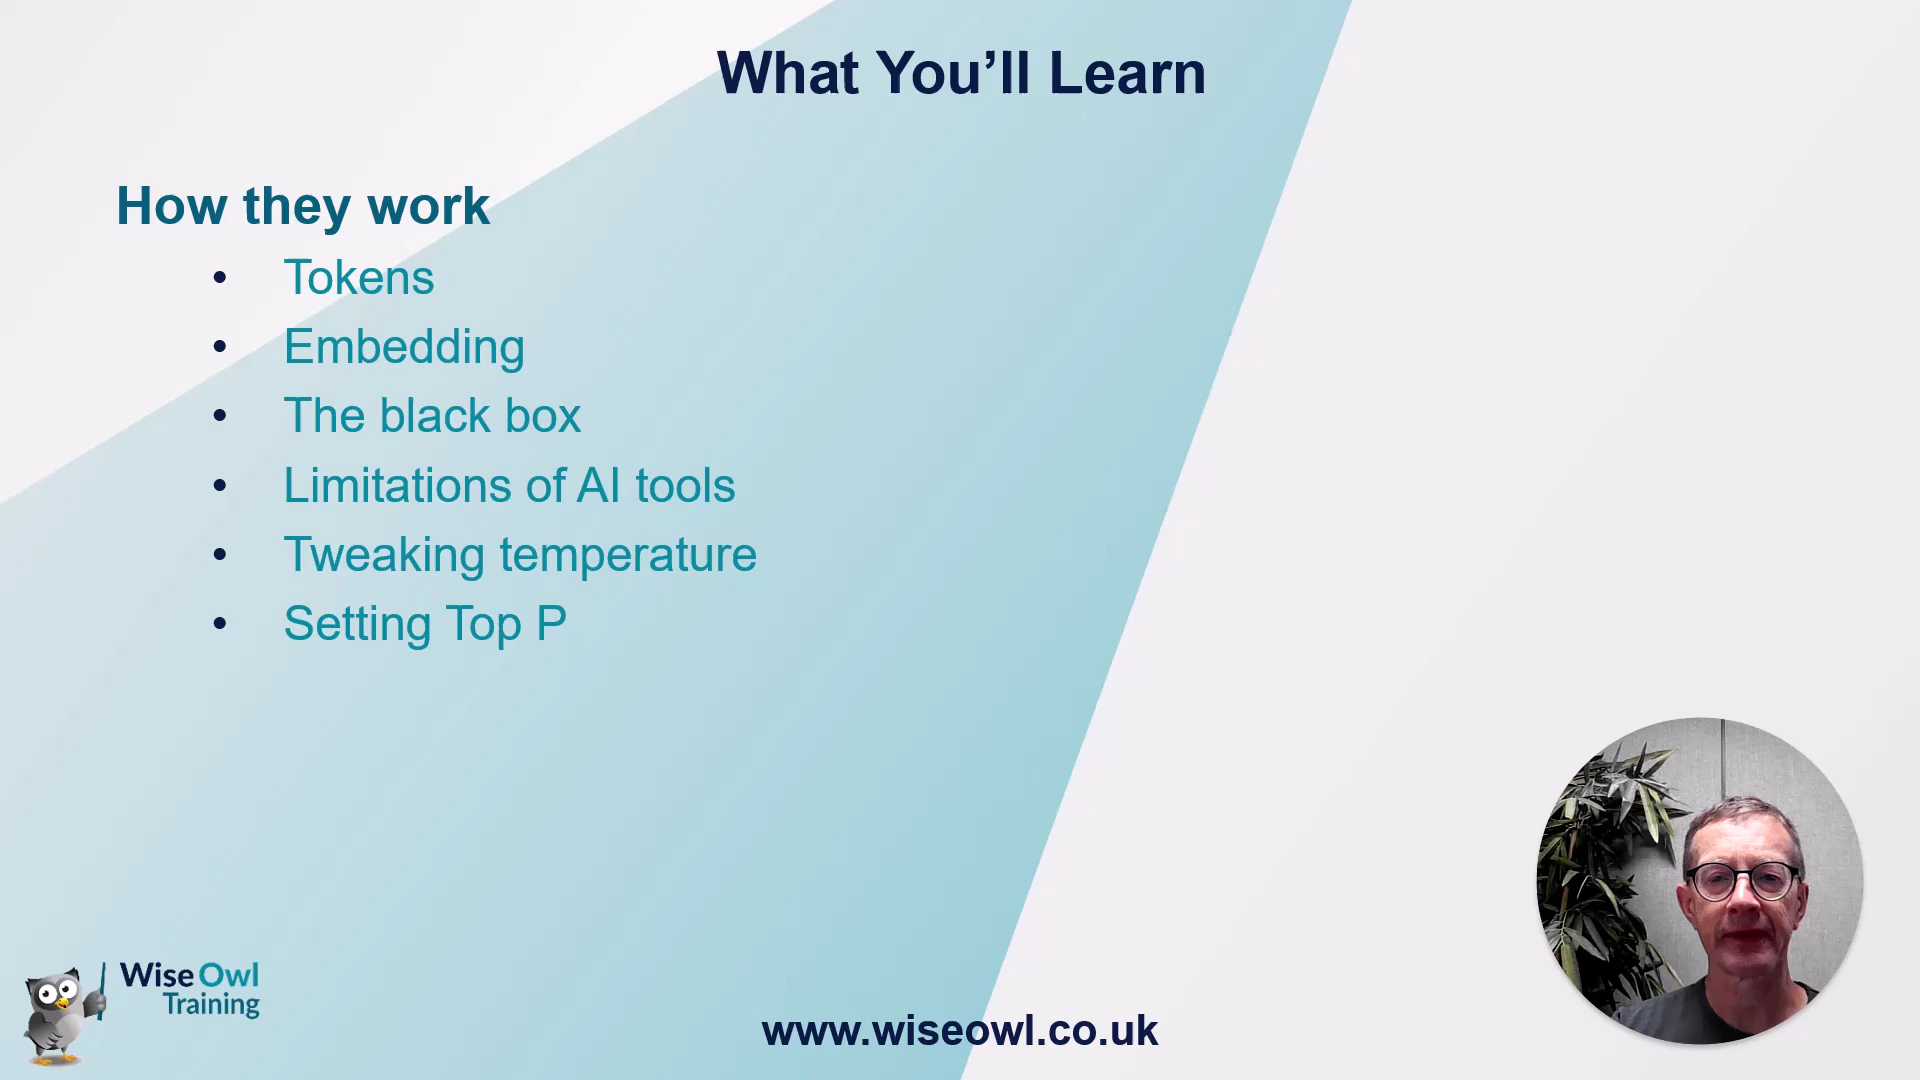 What You’ll Learn
How they work
• Tokens
• Embedding
• The black box
• Limitations of AI tools
• Tweaking temperature
• Setting Top P
Wise Owl
Training
www.wiseowl.co.uk